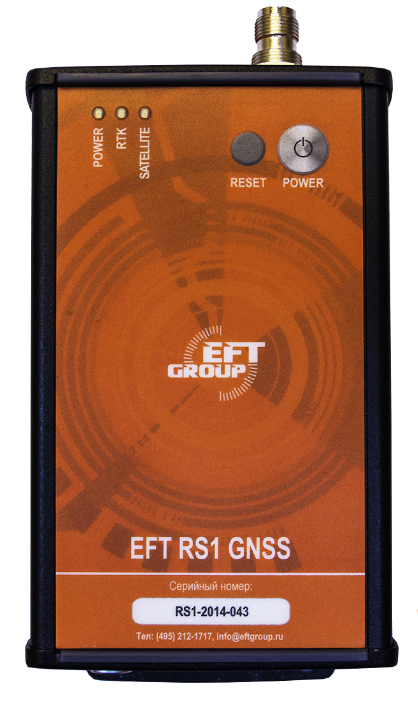 POWER
RTK
SATELLITE
RESET
POWER
EFT
GROUP
EFT RS1 GNSS
Серийный номер:
RS1-2014-043
Тел: (495) 212-1717, info@eftgroup.ru